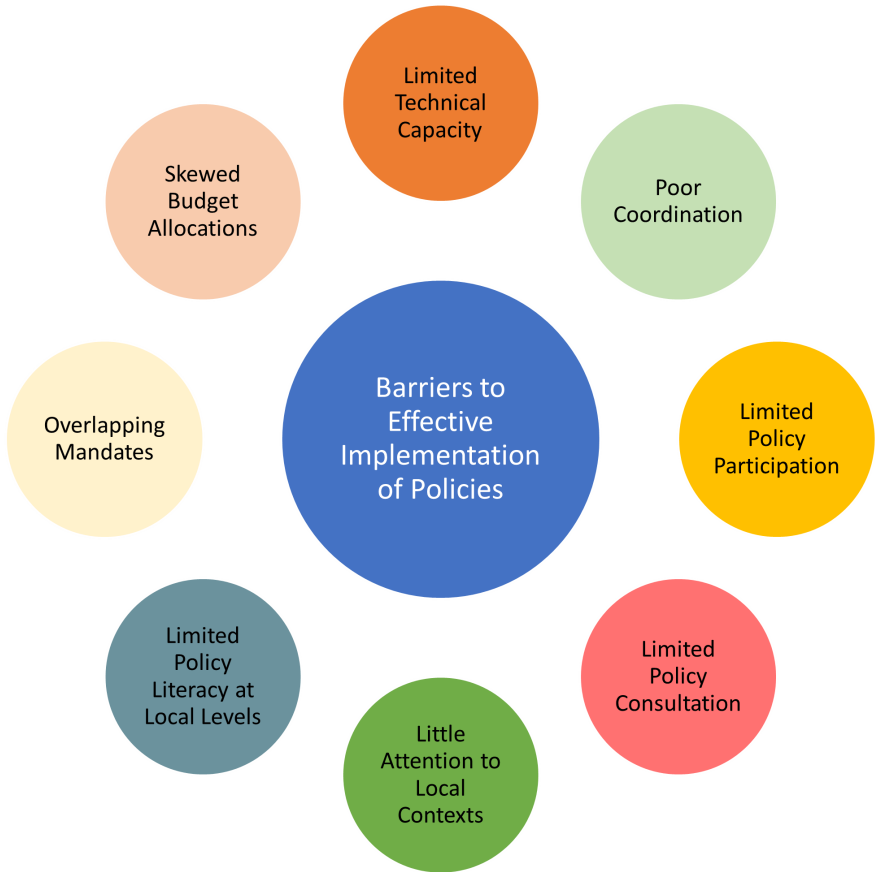 Limited
Technical
Capacity
Skewed
Budget
Allocations
Poor
Coordination
Barriers to
Effective
Implementation
of Policies
Overlapping
Mandates
Limited
Policy
Participation
Limited
Policy
Literacy at
Local Levels
Limited
Policy
Consultation
Little
Attention to
Local
Contexts